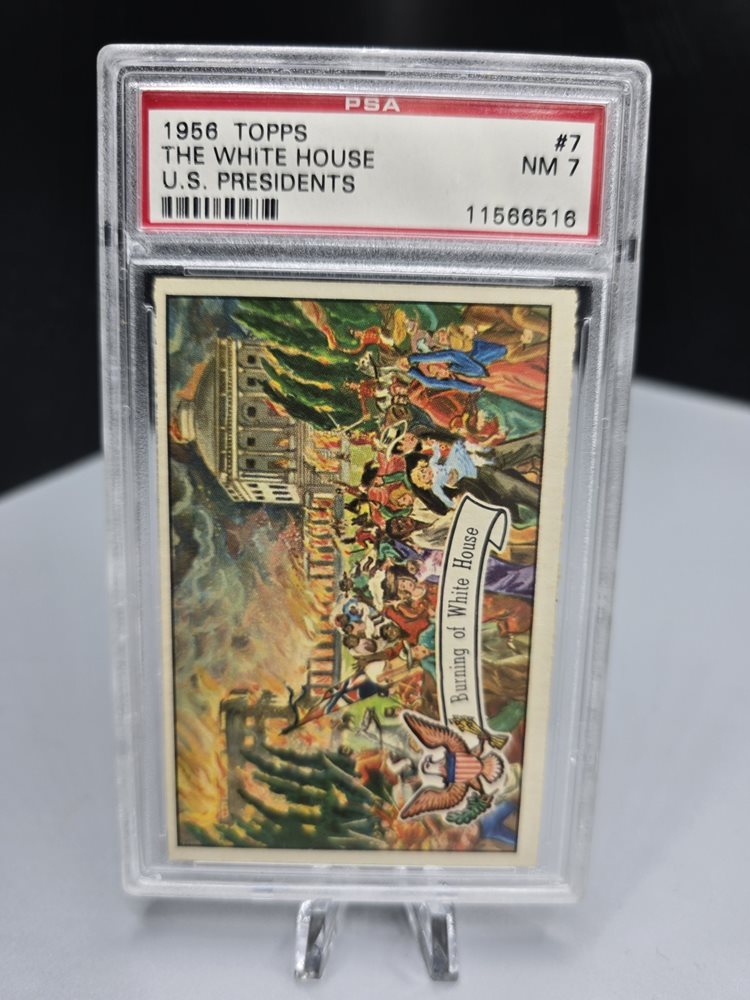 PSA
1956 TOPPS
#7
THE WHITE HOUSE
NM 7
U.S. PRESIDENTS
11566516
Burning of White House